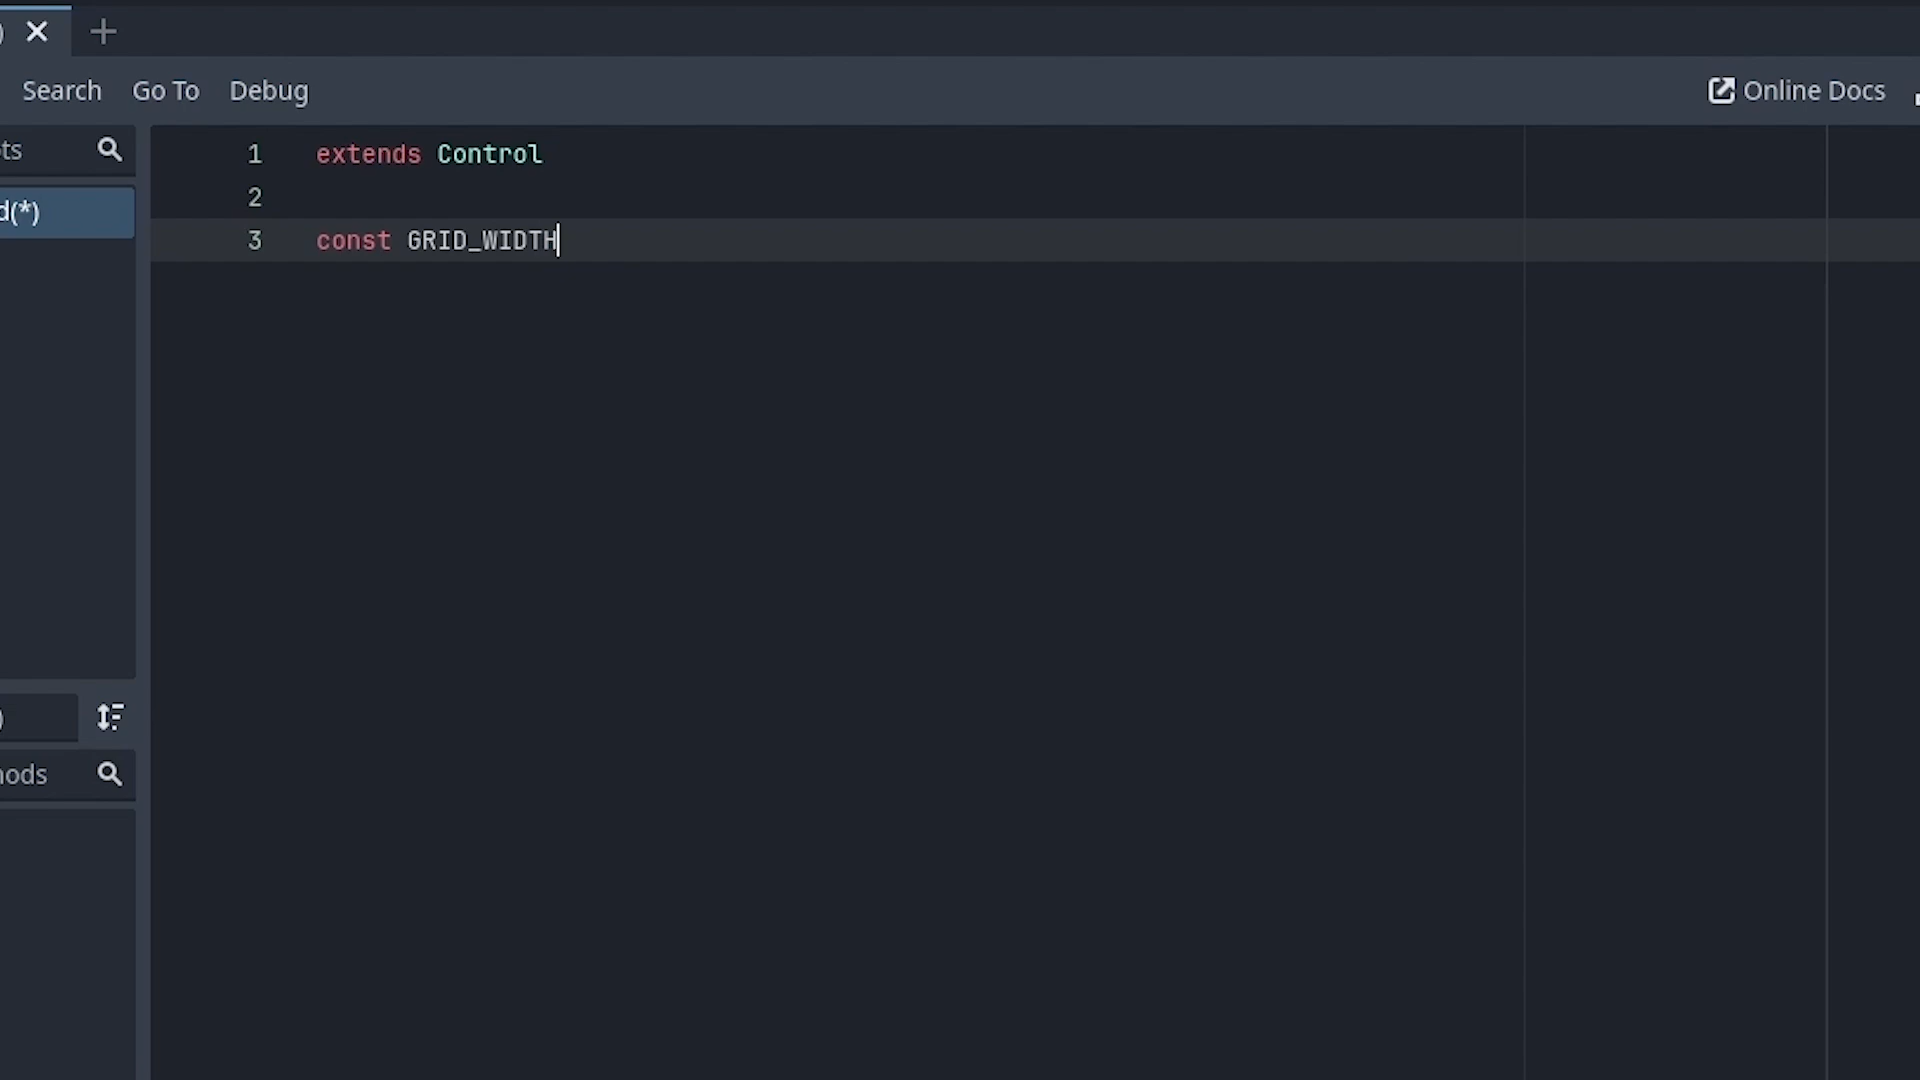 Search Go To Debug Online Docs
1 extends Control
2
3 const GRID_WIDTH
d(*)